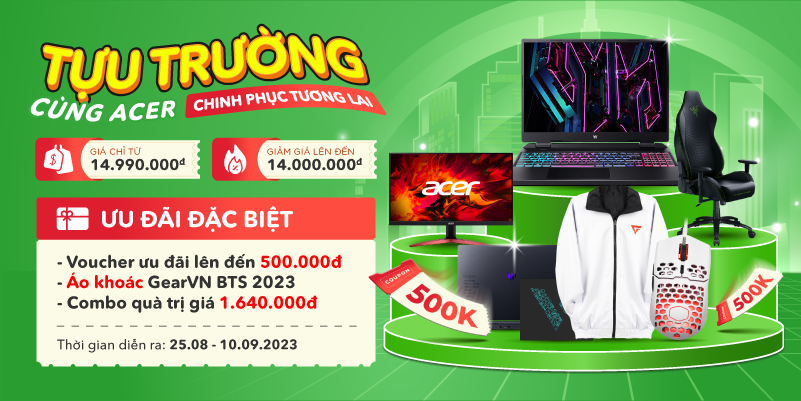 TỰU TRƯỜNG
CÙNG ACER
CHINH PHỤC TƯƠNG LAI
GIÁ CHỈ TỪ
14.990.000đ
GIẢM GIÁ LÊN ĐẾN
14.000.000đ
ƯU ĐÃI ĐẶC BIỆT
- Voucher ưu đãi lên đến 500.000đ
- Áo khoác GearVN BTS 2023
- Combo quà trị giá 1.640.000đ
Thời gian diễn ra: 25.08 - 10.09.2023
acer
COUPON
500K
500K